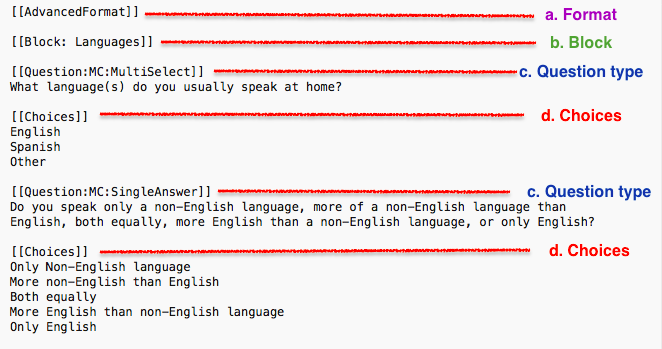 [[AdvancedFormat]] a. Format
[[Block: Languages]] b. Block
[[Question:MC:MultiSelect]] c. Question type
What language(s) do you usually speak at home?
[[Choices]] d. Choices
English
Spanish
Other
[[Question:MC:SingleAnswer]] c. Question type
Do you speak only a non-English language, more of a non-English language than
English, both equally, more English than a non-English language, or only English?
[[Choices]] d. Choices
Only Non-English language
More non-English than English
Both equally
More English than non-English language
Only English